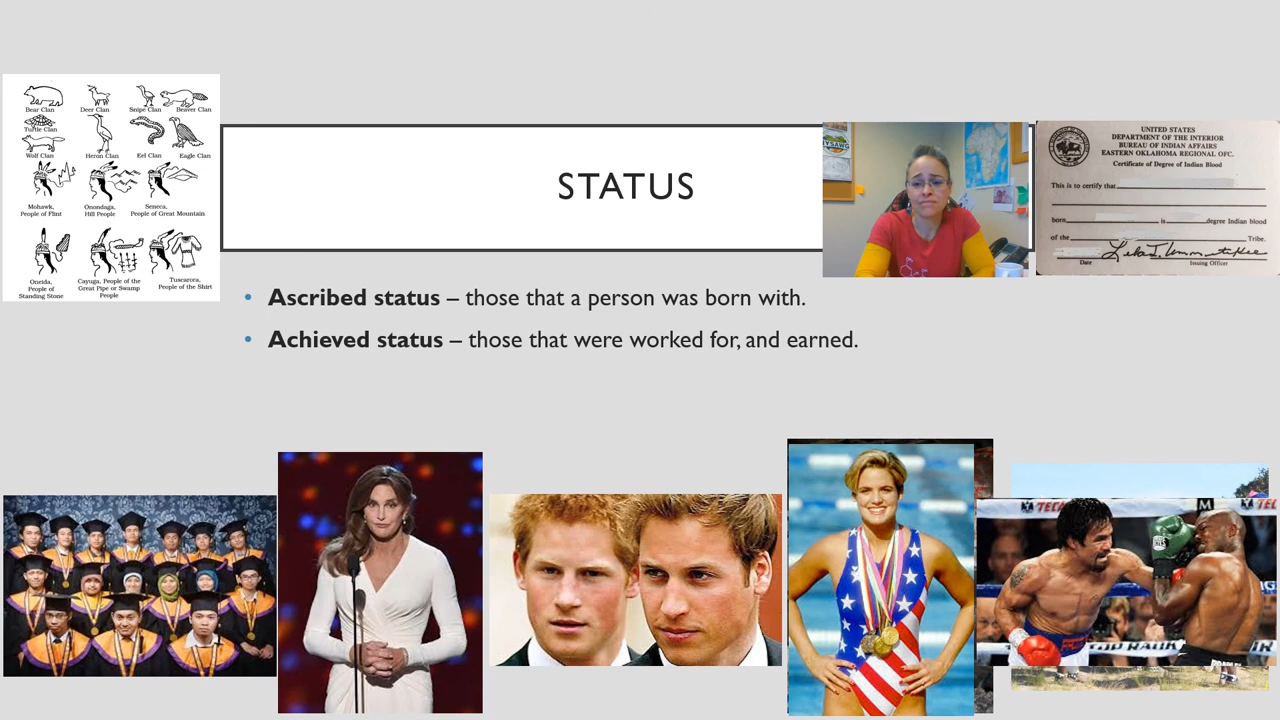 Bear Clan
Deer Clan
Snipe Clan
Beaver Clan
Turtle Clan
Wolf Clan
Heron Clan
Eel Clan
Eagle Clan
Mohawk,
People of Flint
Onondaga,
Hill People
Seneca,
People of Great Mountain
Oneida,
People of
Standing Stone
Cayuga, People of the
Great Pipe or Swamp
People
Tuscarora,
People of the Shirt
STATUS
UNITED STATES
DEPARTMENT OF THE INTERIOR
BUREAU OF INDIAN AFFAIRS
EASTERN OKLAHOMA REGIONAL OFC.
Certificate of Degree of Indian Blood
This is to certify that
born is degree Indian blood
of the Tribe.
Date Issuing Officer
• Ascribed status – those that a person was born with.
• Achieved status – those that were worked for, and earned.
TOP RANK